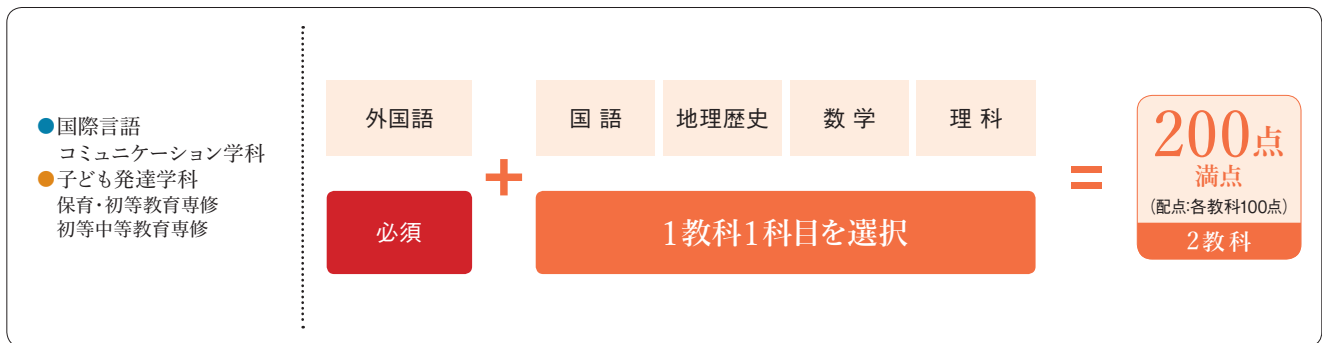 ●国際言語
コミュニケーション学科
●子ども発達学科
保育・初等教育専修
初等中等教育専修
外国語
必須
+
国 語
地理歴史
数 学
理 科
1教科1科目を選択
=
200点
満点
(配点:各教科100点)
2教科